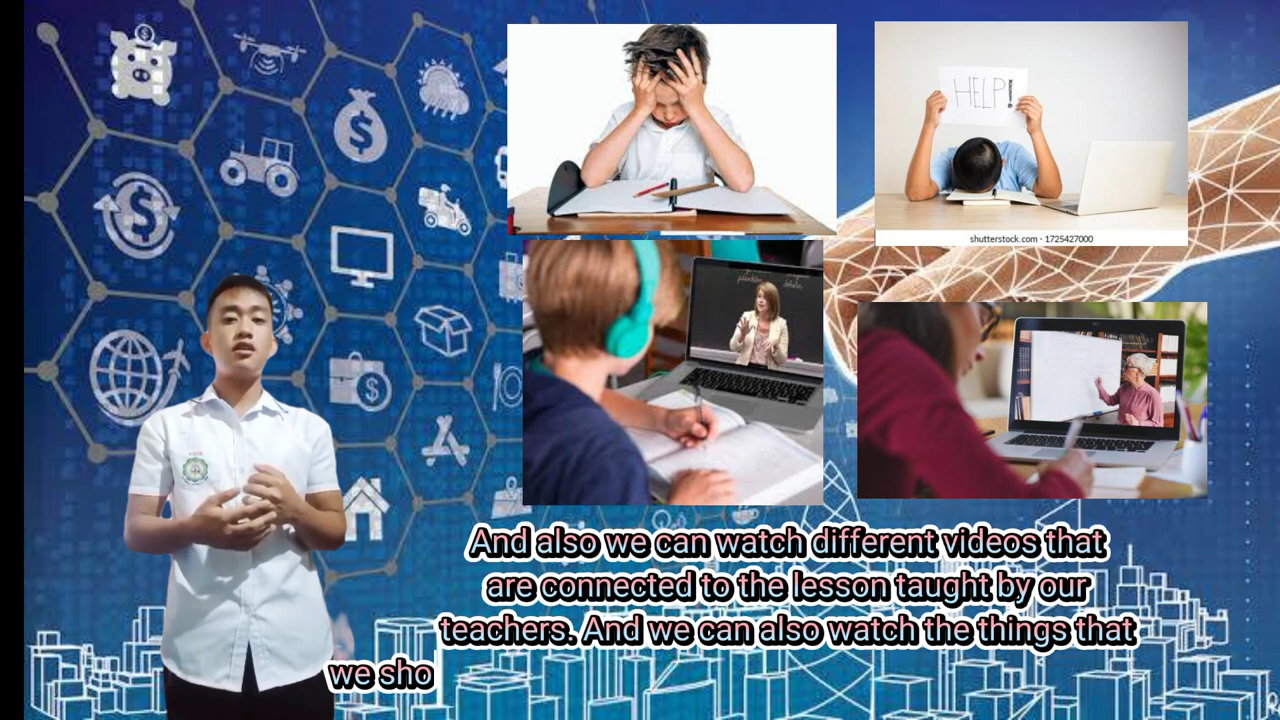 HELP!
shutterstock.com · 1725427000
And also we can watch different videos that
are connected to the lesson taught by our
teachers. And we can also watch the things that
we sho